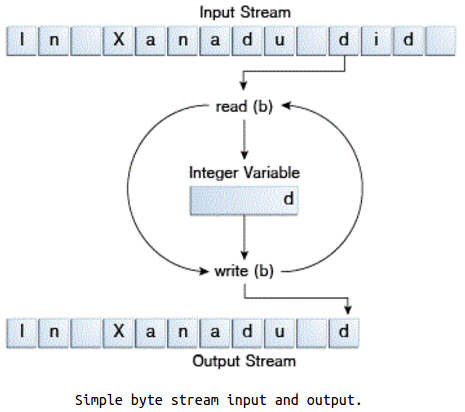 Input Stream
I n X a n a d u d i d
read (b)
Integer Variable
d
write (b)
I n X a n a d u d
Output Stream
Simple byte stream input and output.